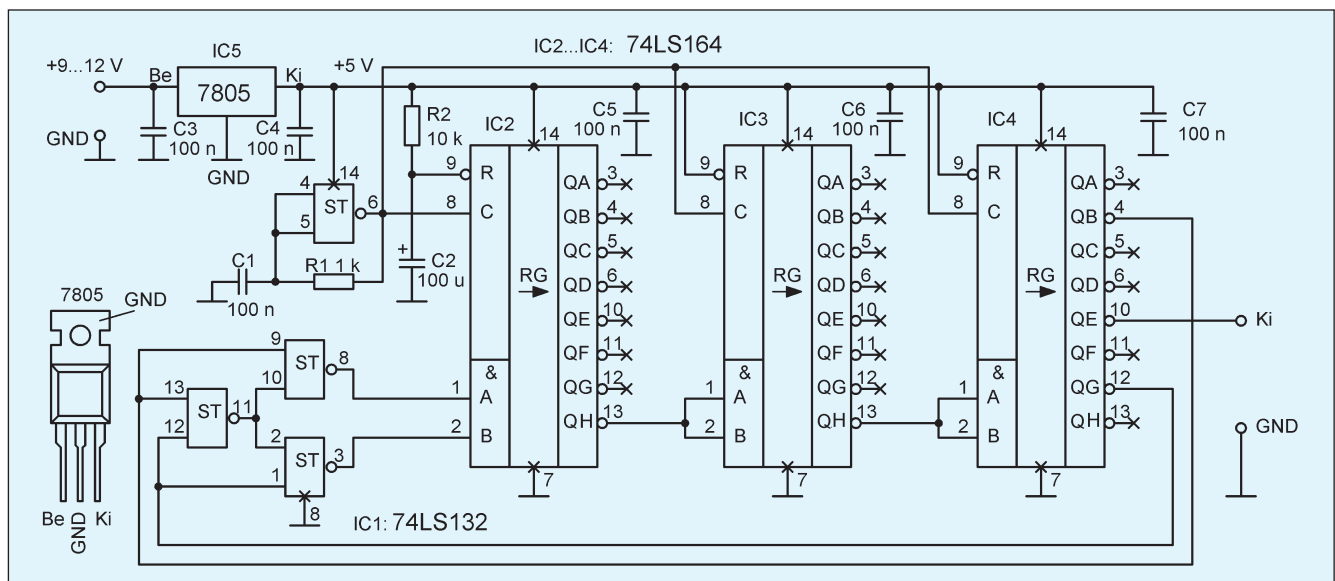 IC5
+9...12 V
Be
7805
Ki
+5 V
IC2...IC4: 74LS164
GND
C3
100 n
GND
C4
100 n
R2
10 k
C5
100 n
C6
100 n
C7
100 n
4
5
14
ST
6
C1
100 n
R1 1 k
+
C2
100 u
IC2
14
9
R
8
C
RG
&
1
A
2
B
QA
3
QB
4
QC
5
QD
6
QE
10
QF
11
QG
12
QH
13
7
IC3
14
9
R
8
C
RG
&
1
A
2
B
QA
3
QB
4
QC
5
QD
6
QE
10
QF
11
QG
12
QH
13
7
IC4
14
9
R
8
C
RG
&
1
A
2
B
QA
3
QB
4
QC
5
QD
6
QE
10
QF
11
QG
12
QH
13
7
Ki
GND
7805
GND
Be
GND
Ki
13
12
ST
11
9
10
ST
8
2
1
ST
3
8
IC1: 74LS132